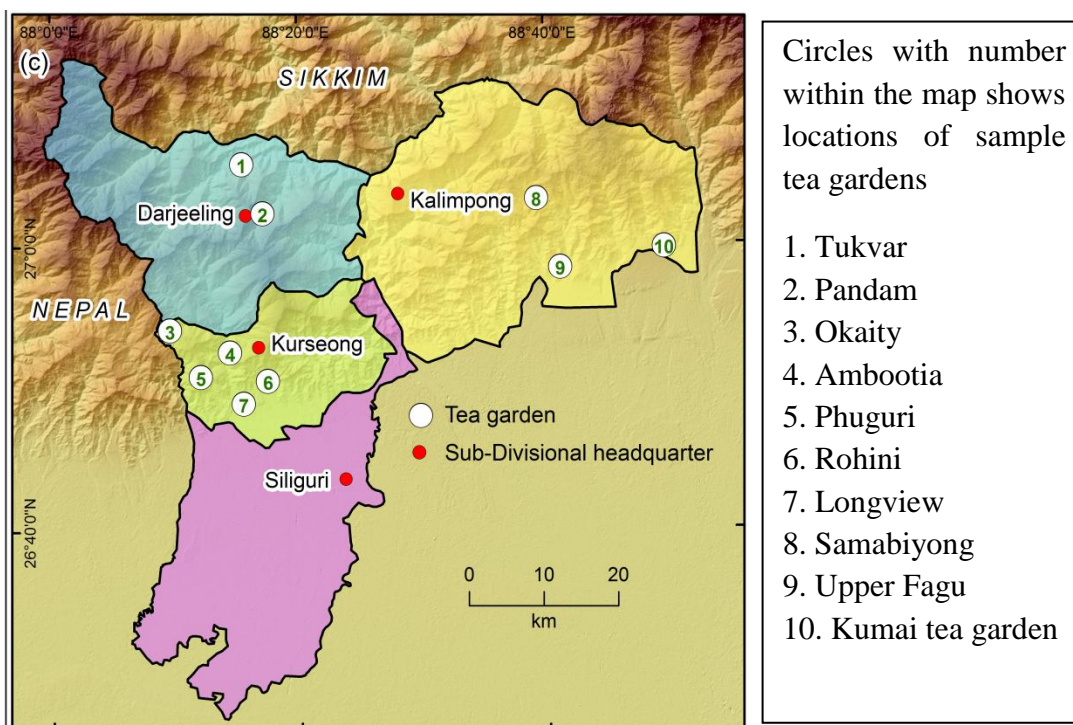 88°0'0"E
88°20'0"E
88°40'0"E
(c)
SIKKIM
1
Darjeeling
2
Kalimpong
8
27°0'0"N
10
9
NEPAL
3
4
Kurseong
5
6
7
Tea garden
Sub-Divisional headquarter
Siliguri
26°40'0"N
0 10 20
km
Circles with number
within the map shows
locations of sample
tea gardens
1. Tukvar
2. Pandam
3. Okaity
4. Ambootia
5. Phuguri
6. Rohini
7. Longview
8. Samabiyong
9. Upper Fagu
10. Kumai tea garden